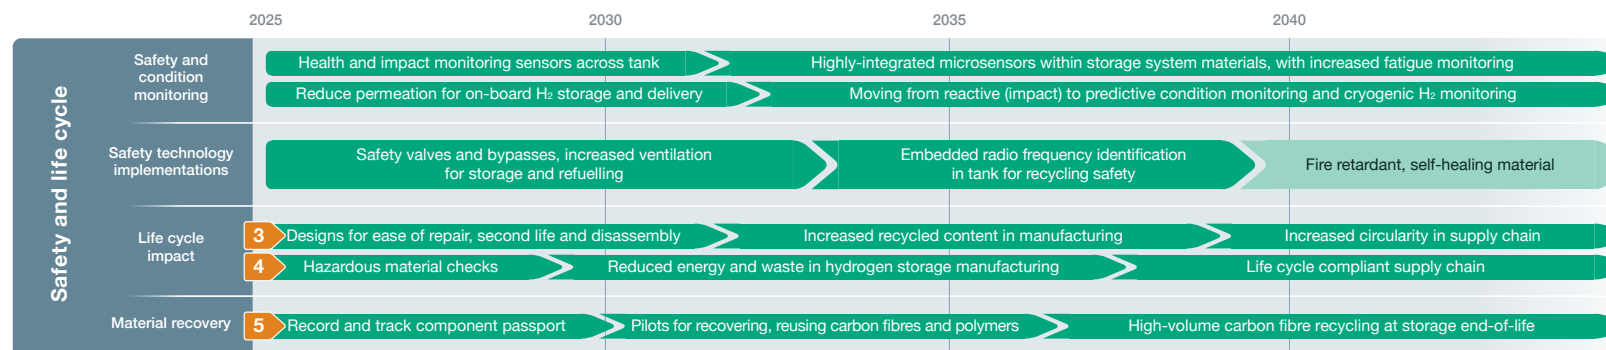 2025
2030
2035
2040
Safety and life cycle
Safety and
condition
monitoring
Health and impact monitoring sensors across tank
Highly-integrated microsensors within storage system materials, with increased fatigue monitoring
Reduce permeation for on-board H₂ storage and delivery
Moving from reactive (impact) to predictive condition monitoring and cryogenic H₂ monitoring
Safety technology
implementations
Safety valves and bypasses, increased ventilation
for storage and refuelling
Embedded radio frequency identification
in tank for recycling safety
Fire retardant, self-healing material
Life cycle
impact
3
Designs for ease of repair, second life and disassembly
Increased recycled content in manufacturing
Increased circularity in supply chain
4
Hazardous material checks
Reduced energy and waste in hydrogen storage manufacturing
Life cycle compliant supply chain
Material recovery
5
Record and track component passport
Pilots for recovering, reusing carbon fibres and polymers
High-volume carbon fibre recycling at storage end-of-life